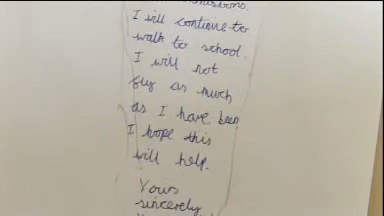 I will continue to
walk to school.
I will not
fly as much
as I have been
I hope this
will help.
Yours
sincerely